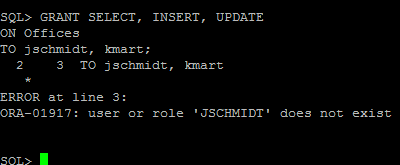 SQL> GRANT SELECT, INSERT, UPDATE
ON Offices
TO jschmidt, kmart;
  2    3  TO jschmidt, kmart
   *
ERROR at line 3:
ORA-01917: user or role 'JSCHMIDT' does not exist
SQL>